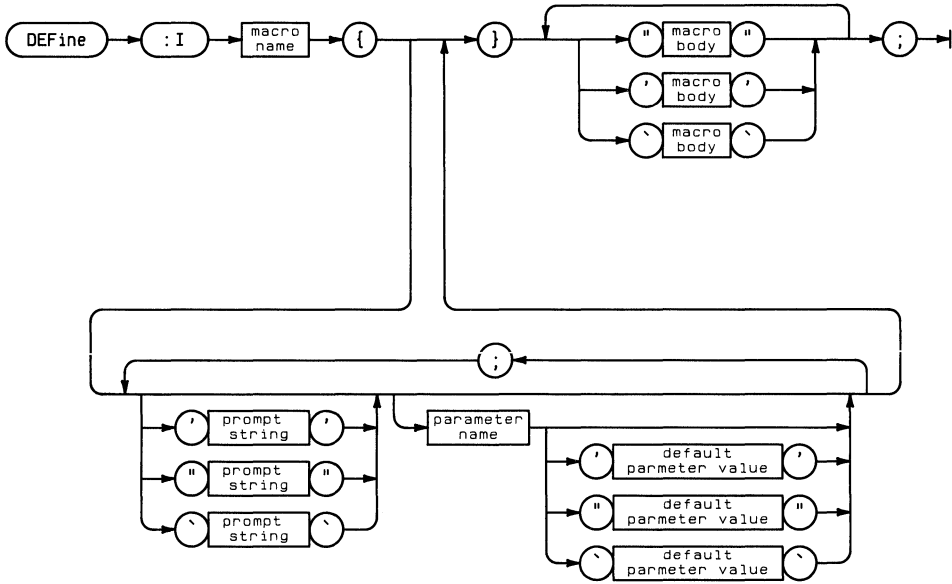 DEFine :I macro name { } " macro body " ;
' macro body '
` macro body `
;
' prompt string ' parameter name
" prompt string " ' default parmeter value '
` prompt string ` " default parmeter value "
` default parmeter value `